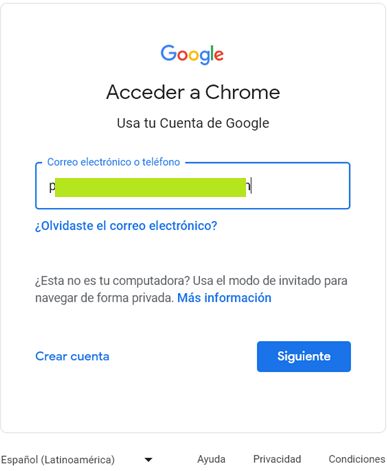 Google
Acceder a Chrome
Usa tu Cuenta de Google
Correo electrónico o teléfono
¿Olvidaste el correo electrónico?
¿Esta no es tu computadora? Usa el modo de invitado para
navegar de forma privada. Más información
Crear cuenta
Siguiente
Español (Latinoamérica)
Ayuda
Privacidad
Condiciones